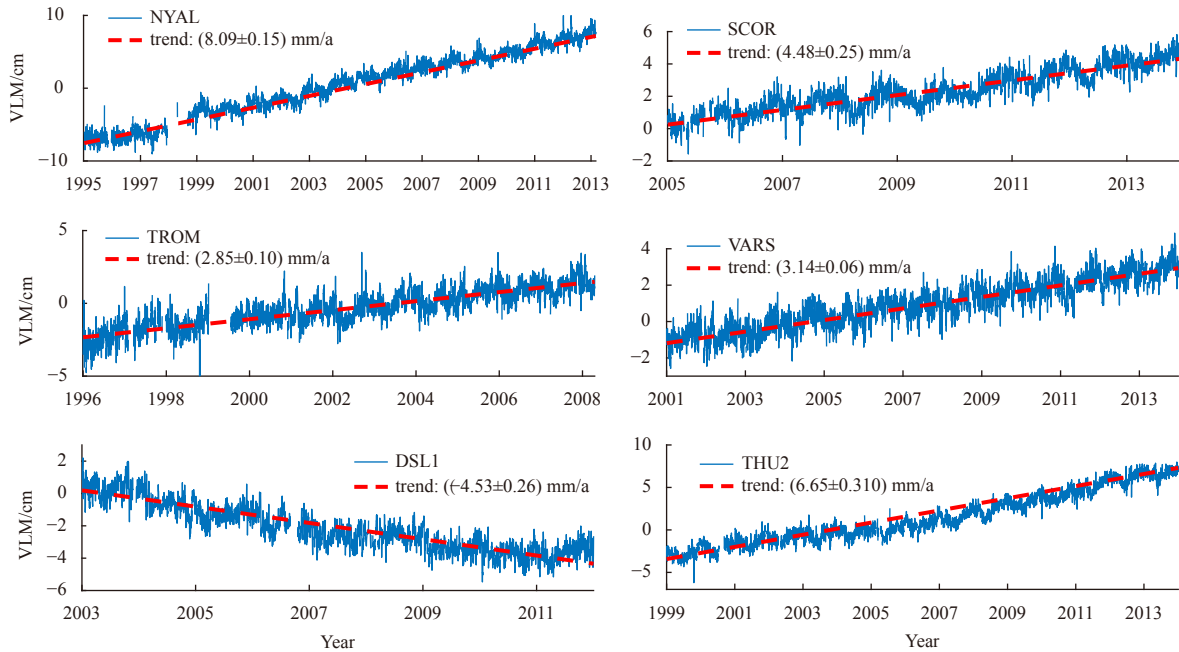 NYAL
trend: (8.09±0.15) mm/a
VLM/cm
10
0
−10
1995 1997 1999 2001 2003 2005 2007 2009 2011 2013
SCOR
trend: (4.48±0.25) mm/a
6
4
2
0
−2
2005 2007 2009 2011 2013
TROM
trend: (2.85±0.10) mm/a
VLM/cm
5
0
−5
1996 1998 2000 2002 2004 2006 2008
VARS
trend: (3.14±0.06) mm/a
4
2
0
−2
2001 2003 2005 2007 2009 2011 2013
DSL1
trend: ((−4.53±0.26) mm/a
VLM/cm
2
0
−2
−4
−6
2003 2005 2007 2009 2011
Year
THU2
trend: (6.65±0.310) mm/a
10
5
0
−5
1999 2001 2003 2005 2007 2009 2011 2013
Year